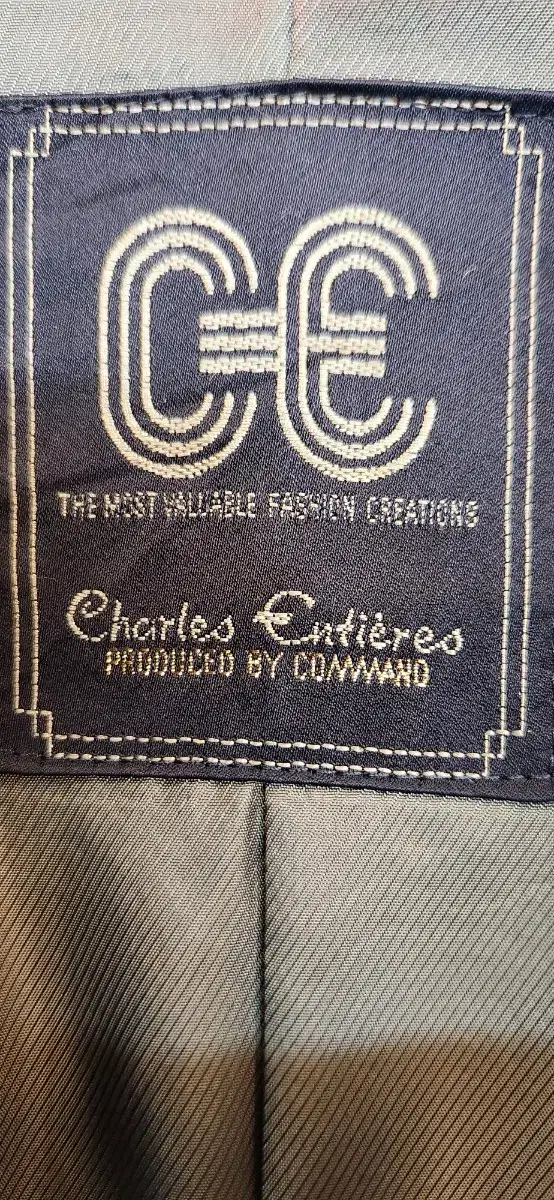 CE
THE MOST VALUABLE FASHION CREATIONS
Charles Entières
PRODUCED BY COMMAND